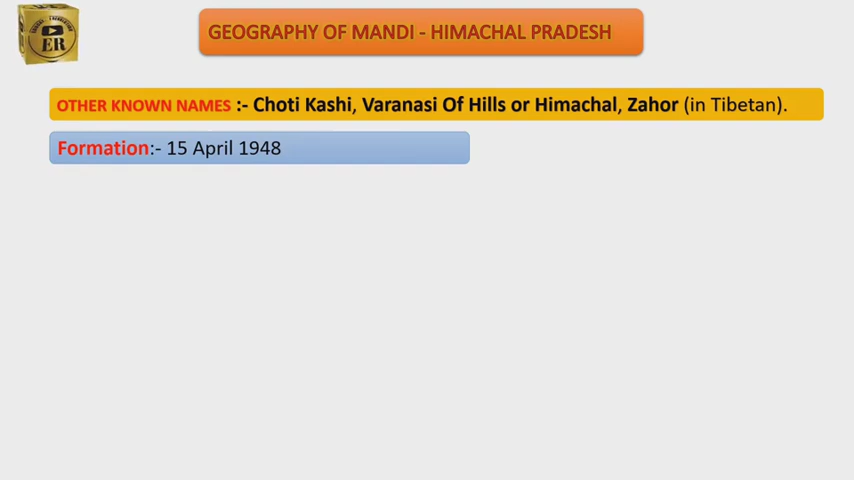 GEOGRAPHY OF MANDI - HIMACHAL PRADESH
OTHER KNOWN NAMES :- Choti Kashi, Varanasi Of Hills or Himachal, Zahor (in Tibetan).
Formation:- 15 April 1948
ER